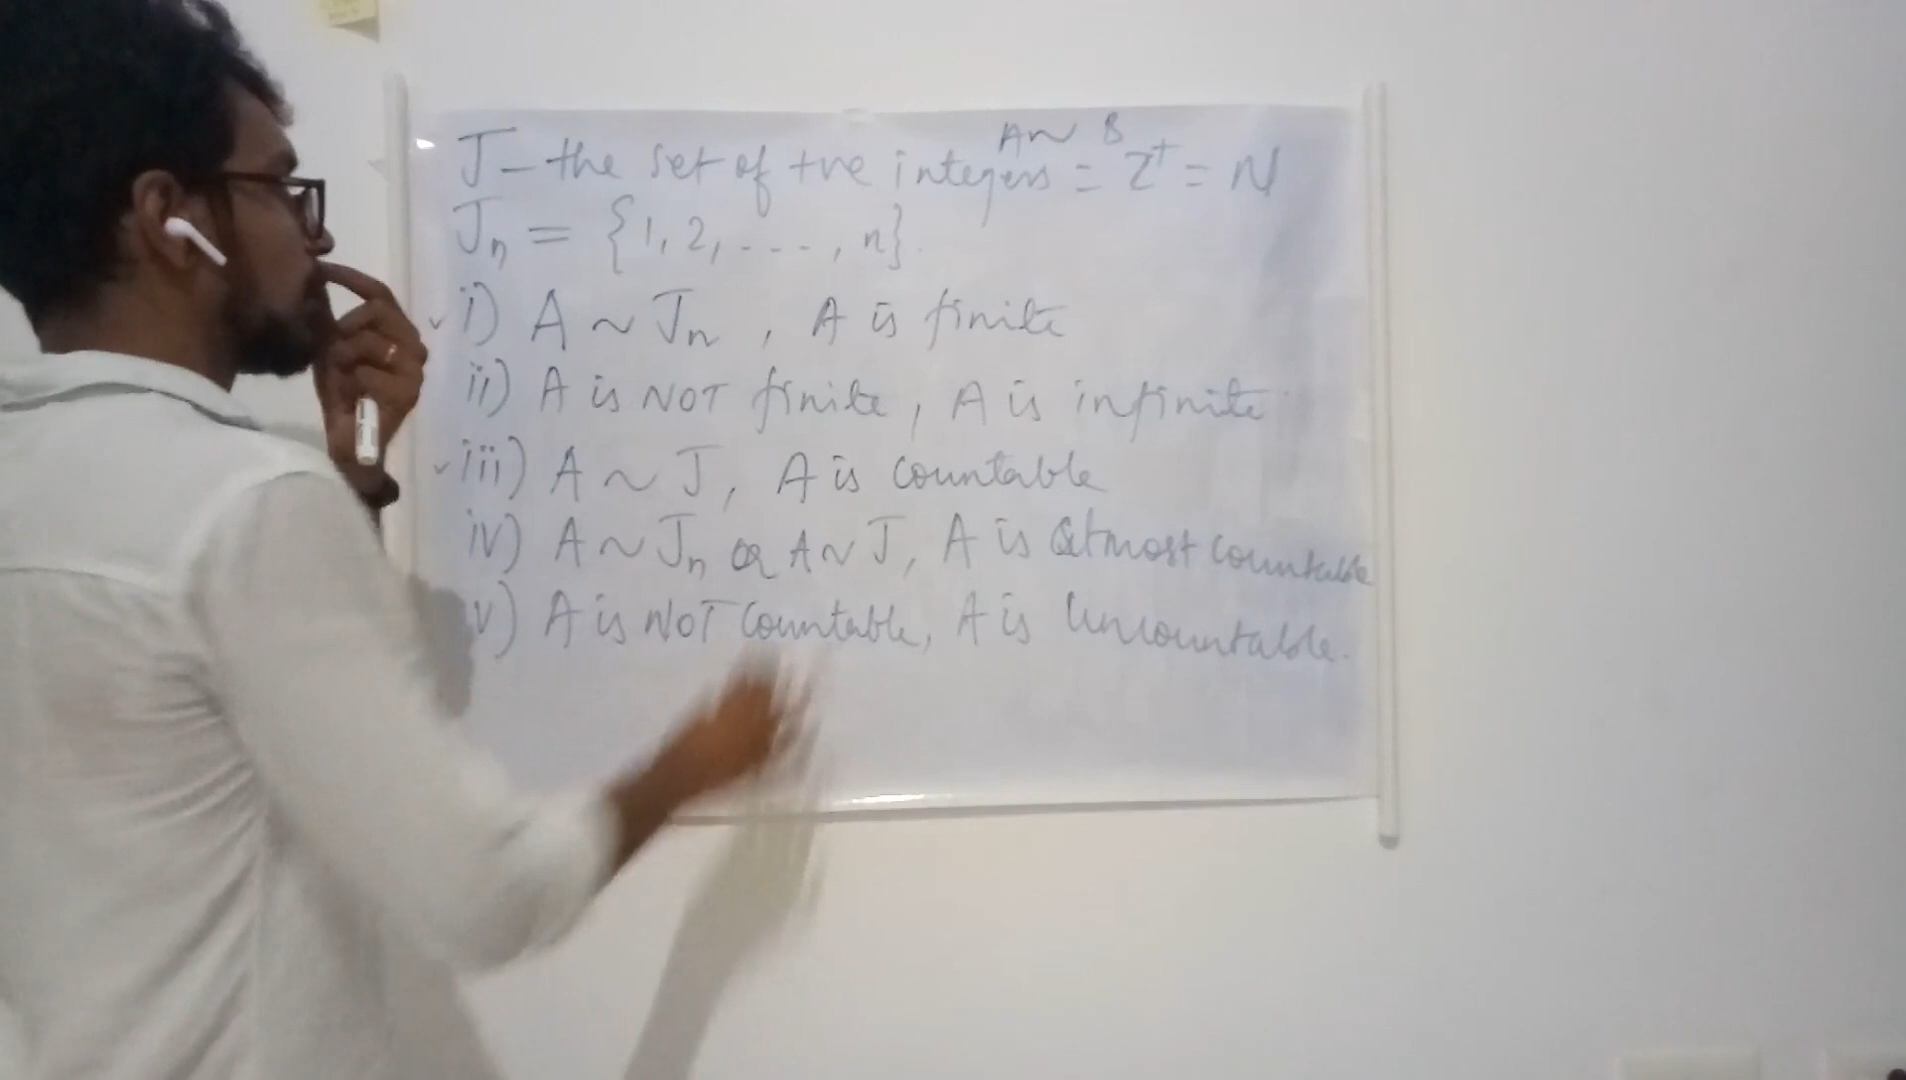 A ~ B
J - the set of +ve integers = Z⁺ = N
Jₙ = {1, 2, ...., n}.
i) A ~ Jₙ, A is finite
ii) A is NOT finite, A is infinite
iii) A ~ J, A is countable
iv) A ~ Jₙ or A ~ J, A is atmost countable
v) A is NOT countable, A is uncountable.